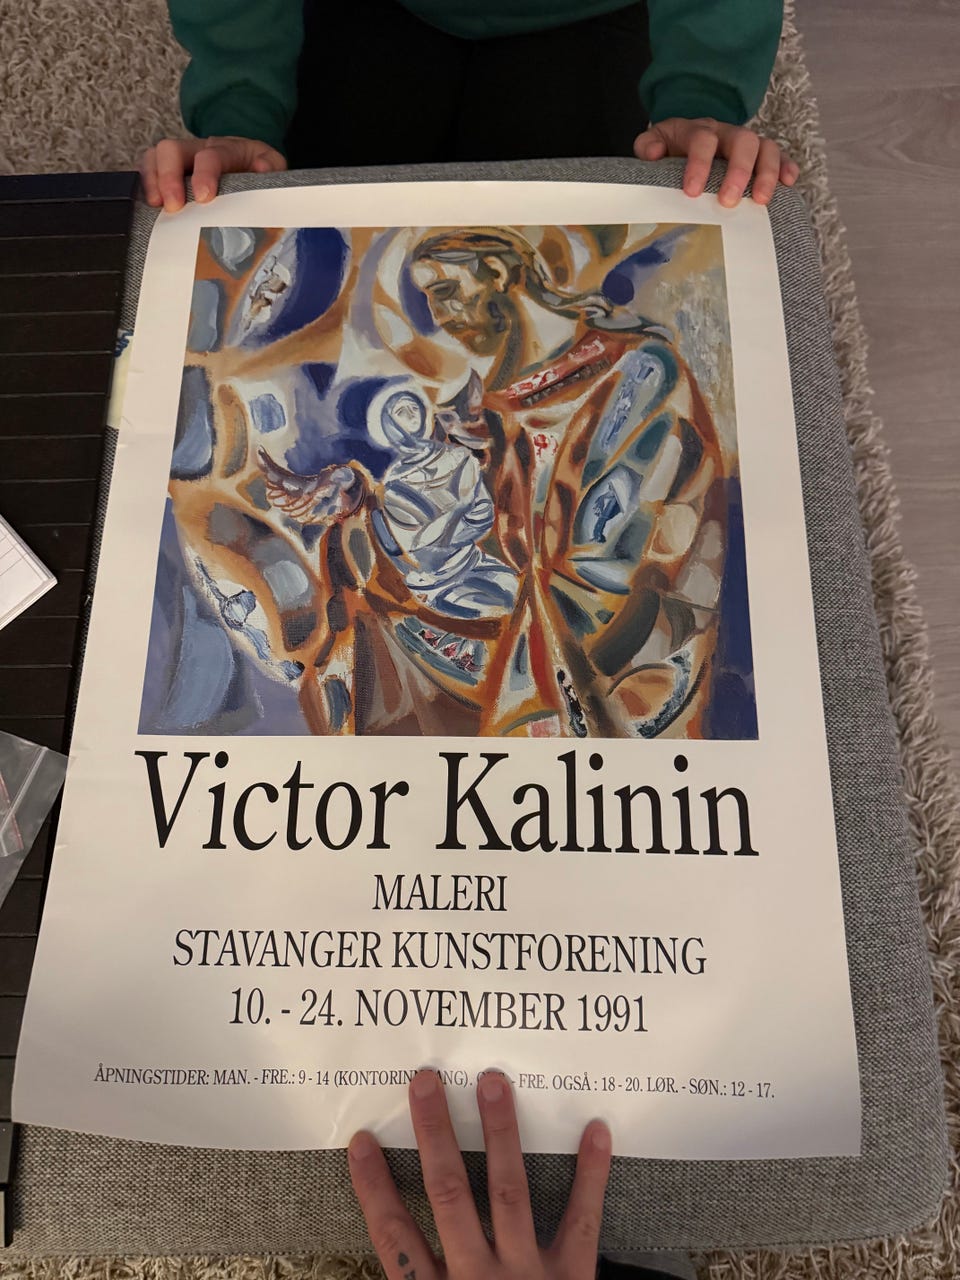 Victor Kalinin
MALERI
STAVANGER KUNSTFORENING
10. - 24. NOVEMBER 1991
ÅPNINGSTIDER: MAN. - FRE.: 9 - 14 - FRE. OGSÅ : 18 - 20. LØR. - SØN.: 12 - 17.